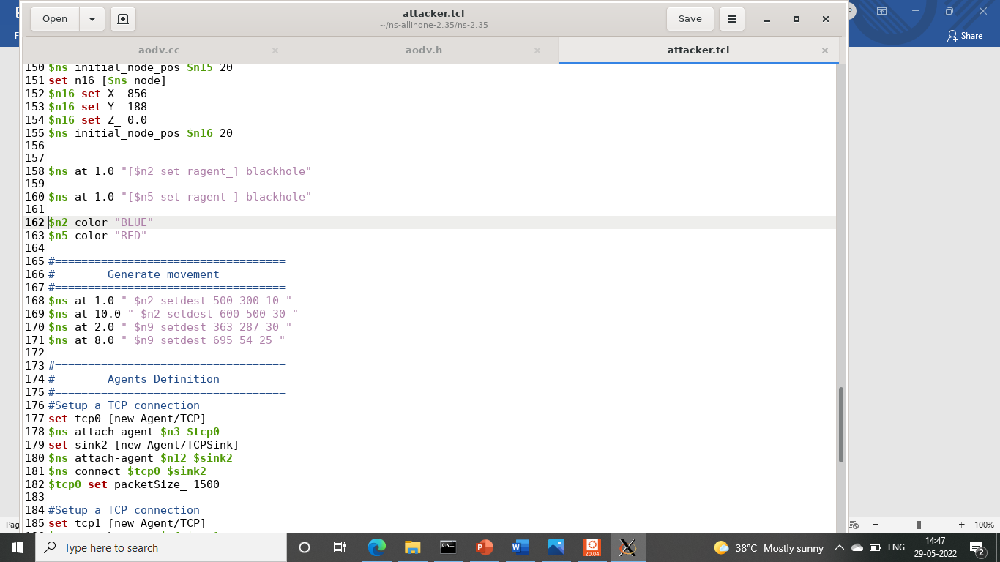 Open
attacker.tcl
~/ns-allinone-2.35/ns-2.35
Save
Share
aodv.cc
aodv.h
attacker.tcl
150 $ns initial_node_pos $n15 20
151 set n16 [$ns node]
152 $n16 set X_ 856
153 $n16 set Y_ 188
154 $n16 set Z_ 0.0
155 $ns initial_node_pos $n16 20
156
157
158 $ns at 1.0 "[$n2 set ragent_] blackhole"
159
160 $ns at 1.0 "[$n5 set ragent_] blackhole"
161
162 $n2 color "BLUE"
163 $n5 color "RED"
164
165 #===================================
166 #        Generate movement
167 #===================================
168 $ns at 1.0 " $n2 setdest 500 300 10 "
169 $ns at 10.0 " $n2 setdest 600 500 30 "
170 $ns at 2.0 " $n9 setdest 363 287 30 "
171 $ns at 8.0 " $n9 setdest 695 54 25 "
172
173 #===================================
174 #        Agents Definition
175 #===================================
176 #Setup a TCP connection
177 set tcp0 [new Agent/TCP]
178 $ns attach-agent $n3 $tcp0
179 set sink2 [new Agent/TCPSink]
180 $ns attach-agent $n12 $sink2
181 $ns connect $tcp0 $sink2
182 $tcp0 set packetSize_ 1500
183
184 #Setup a TCP connection
185 set tcp1 [new Agent/TCP]
Pag
100%
Type here to search
20.04
38°C Mostly sunny
ENG
14:47
29-05-2022
2